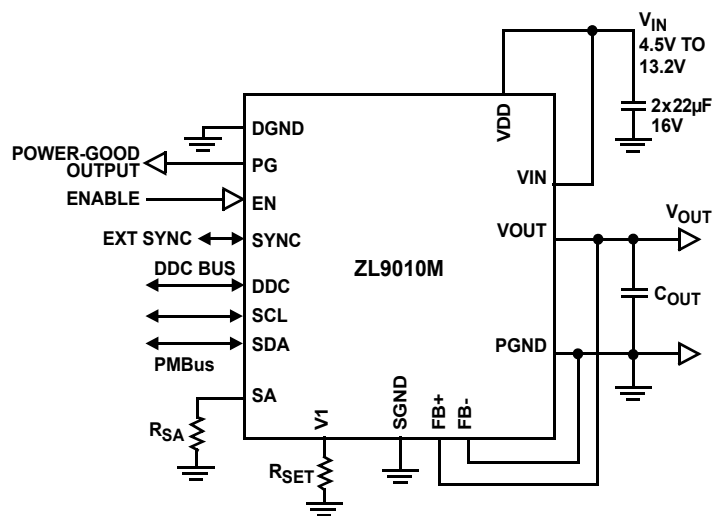 VIN
4.5V TO
13.2V
2x22µF
16V
VDD
DGND
POWER-GOOD
OUTPUT
PG
ENABLE
EN
VIN
EXT SYNC
SYNC
VOUT
VOUT
ZL9010M
DDC BUS
DDC
COUT
SCL
SDA
PGND
PMBus
SA
RSA
V1
SGND
FB+
FB-
RSET